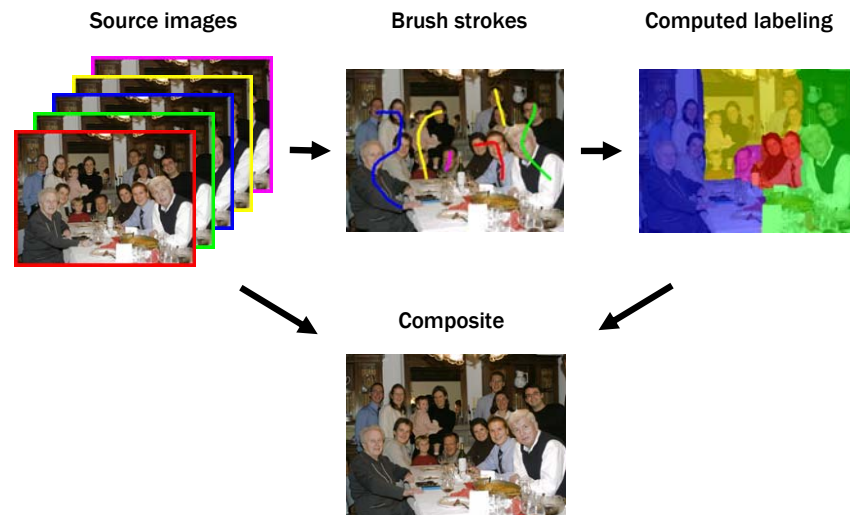 Source images
Brush strokes
Computed labeling
Composite